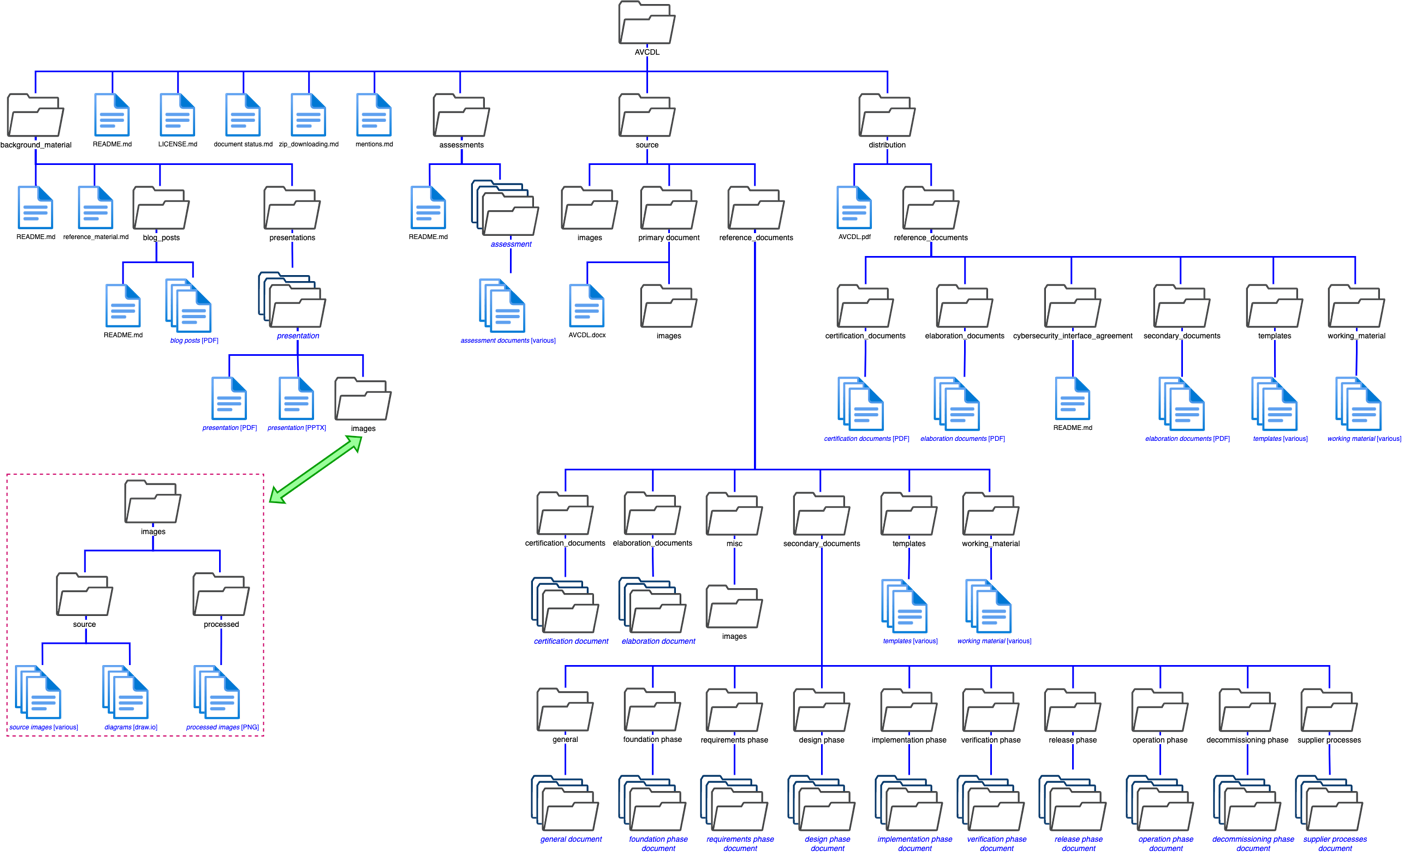 AVCDL
background_material
README.md
LICENSE.md
document status.md
zip_downloading.md
mentions.md
assessments
source
distribution
README.md
reference_material.md
blog_posts
presentations
README.md
assessment
images
primary document
reference_documents
AVCDL.pdf
reference_documents
README.md
blog posts [PDF]
presentation
assessment documents [various]
AVCDL.docx
images
certification_documents
elaboration_documents
cybersecurity_interface_agreement
secondary_documents
templates
working_material
presentation [PDF]
presentation [PPTX]
images
certification documents [PDF]
elaboration documents [PDF]
README.md
elaboration documents [PDF]
templates [various]
working material [various]
images
source
processed
source images [various]
diagrams [draw.io]
processed images [PNG]
certification_documents
elaboration_documents
misc
secondary_documents
templates
working_material
certification document
elaboration document
images
templates [various]
working material [various]
general
foundation phase
requirements phase
design phase
implementation phase
verification phase
release phase
operation phase
decommissioning phase
supplier processes
general document
foundation phase
document
requirements phase
document
design phase
document
implementation phase
document
verification phase
document
release phase
document
operation phase
document
decommissioning phase
document
supplier processes
document